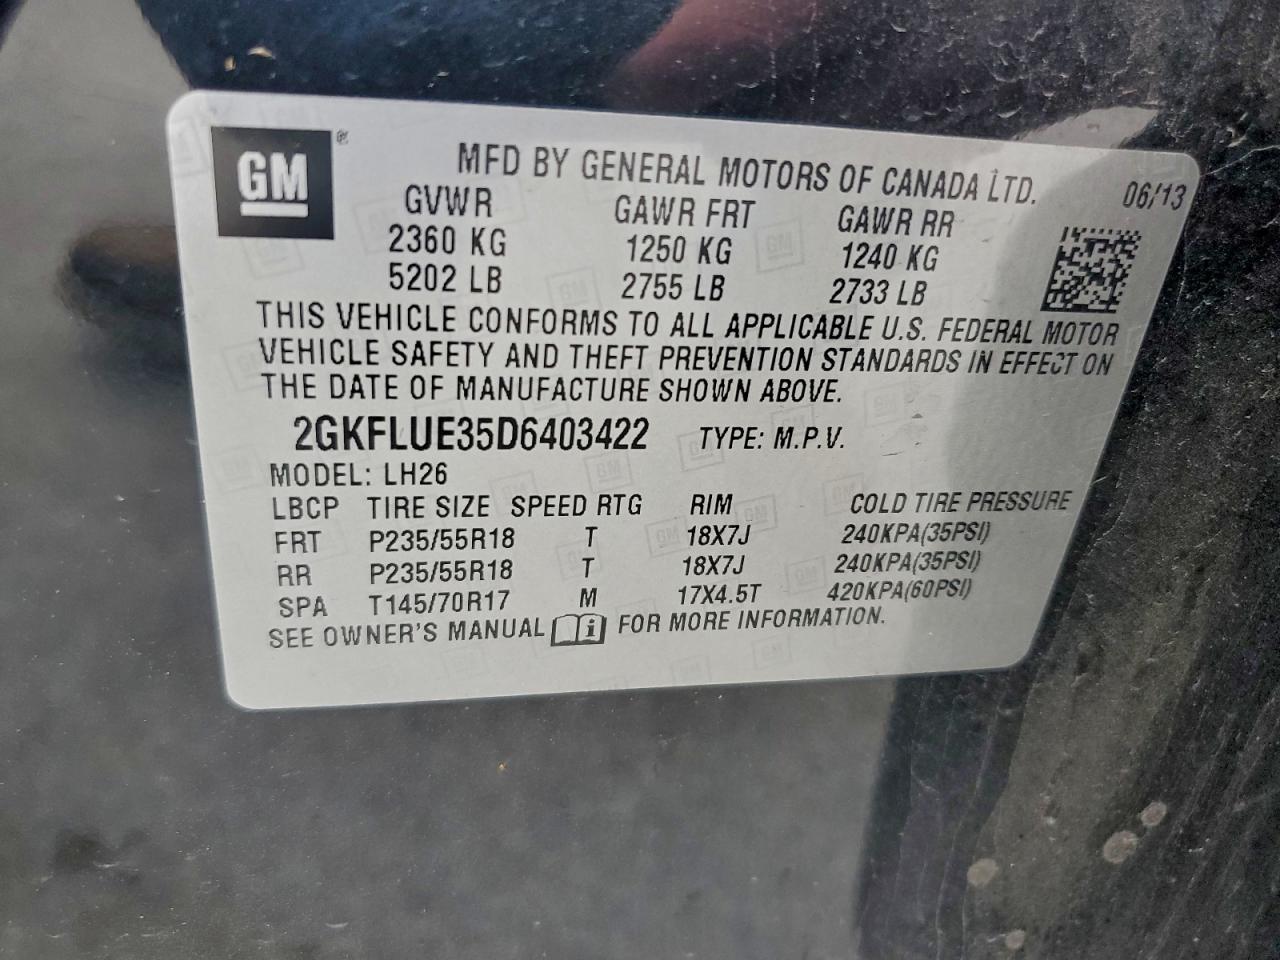 GM ®
MFD BY GENERAL MOTORS OF CANADA LTD. 06/13
GVWR GAWR FRT GAWR RR
2360 KG 1250 KG 1240 KG
5202 LB 2755 LB 2733 LB
THIS VEHICLE CONFORMS TO ALL APPLICABLE U.S. FEDERAL MOTOR
VEHICLE SAFETY AND THEFT PREVENTION STANDARDS IN EFFECT ON
THE DATE OF MANUFACTURE SHOWN ABOVE.
2GKFLUE35D6403422 TYPE: M.P.V.
MODEL: LH26
LBCP TIRE SIZE SPEED RTG RIM COLD TIRE PRESSURE
FRT P235/55R18 T 18X7J 240KPA(35PSI)
RR P235/55R18 T 18X7J 240KPA(35PSI)
SPA T145/70R17 M 17X4.5T 420KPA(60PSI)
SEE OWNER'S MANUAL i FOR MORE INFORMATION.